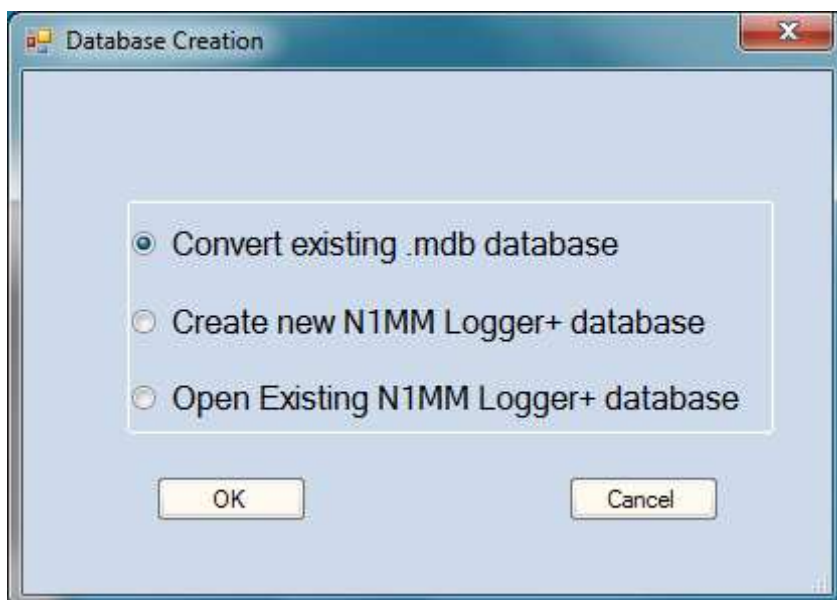 Database Creation
Convert existing .mdb database
Create new N1MM Logger+ database
Open Existing N1MM Logger+ database
OK
Cancel